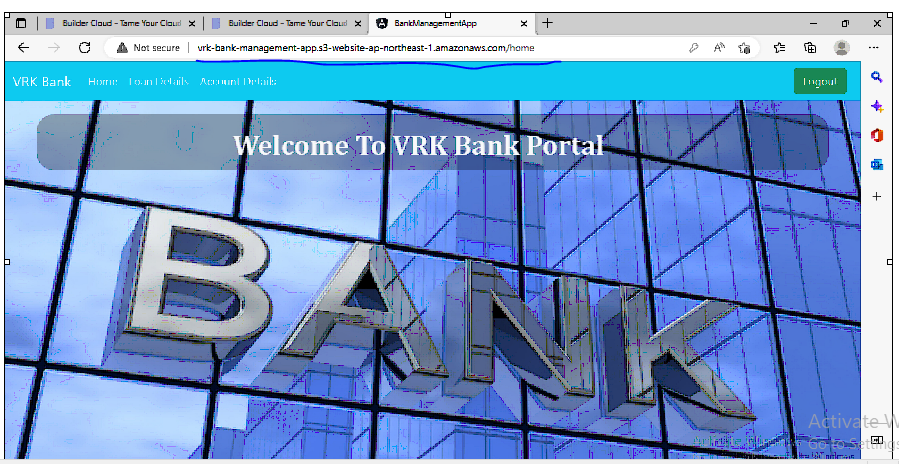 Builder Cloud - Tame Your Cloud
Builder Cloud - Tame Your Cloud
BankManagementApp
Not secure
vrk-bank-management-app.s3-website-ap-northeast-1.amazonaws.com/home
VRK Bank
Home
Loan Details
Account Details
Logout
Welcome To VRK Bank Portal
BANK
Activate W
Go to Settings